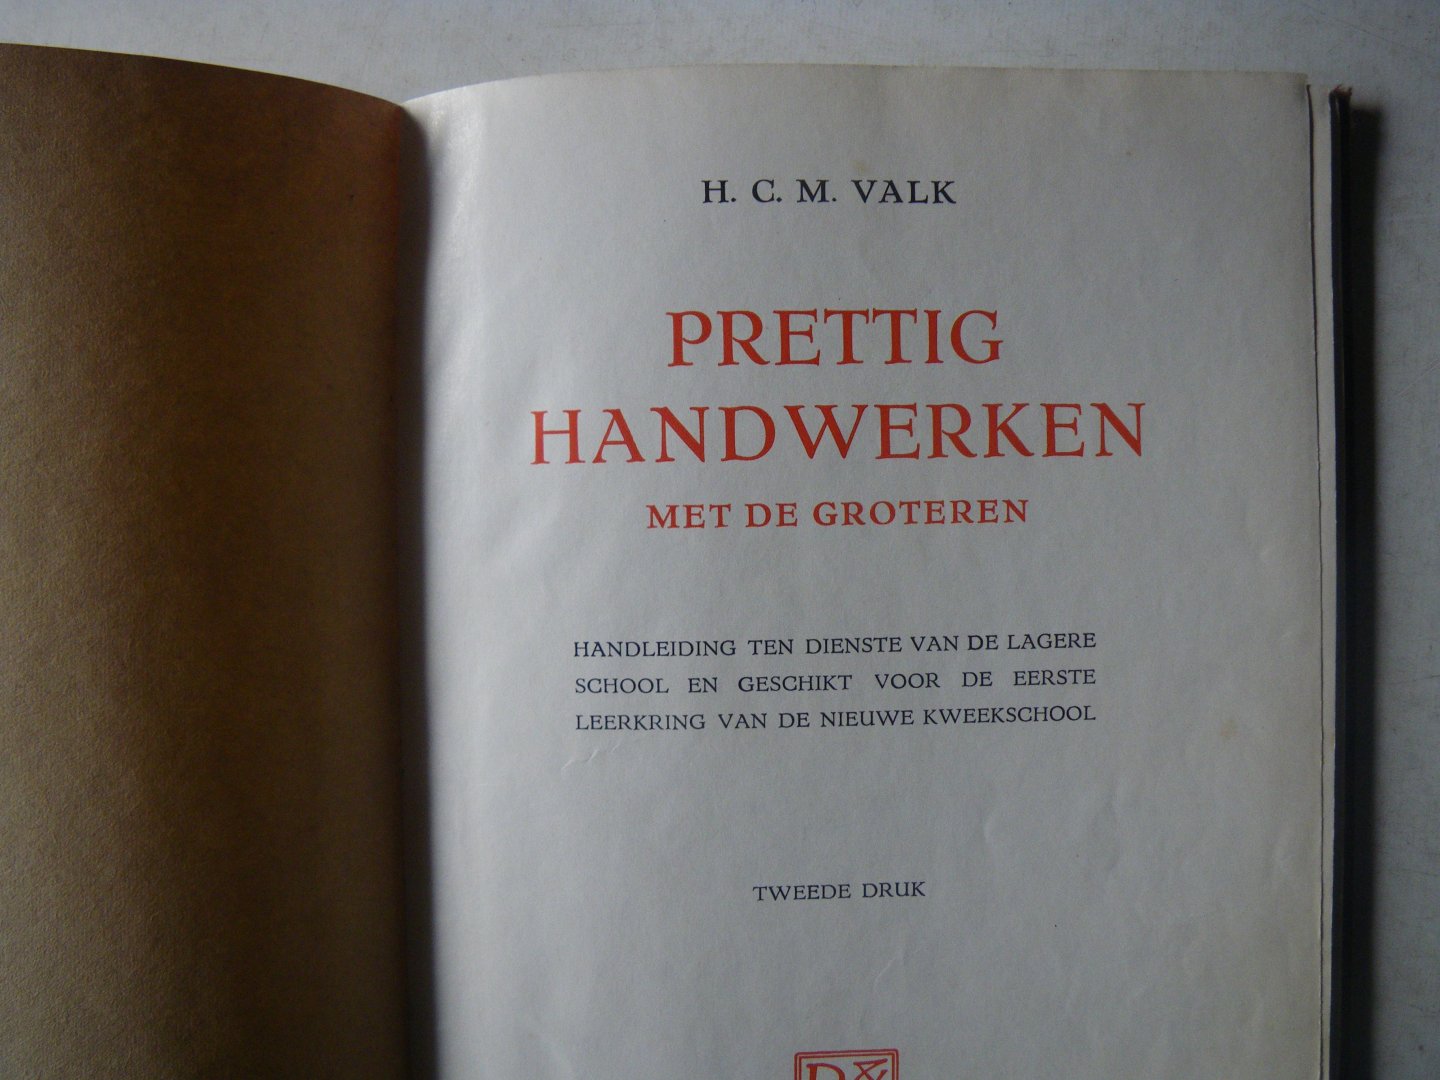 H. C. M. VALK
PRETTIG
HANDWERKEN
MET DE GROTEREN
HANDLEIDING TEN DIENSTE VAN DE LAGERE
SCHOOL EN GESCHIKT VOOR DE EERSTE
LEERKRING VAN DE NIEUWE KWEEKSCHOOL
TWEEDE DRUK